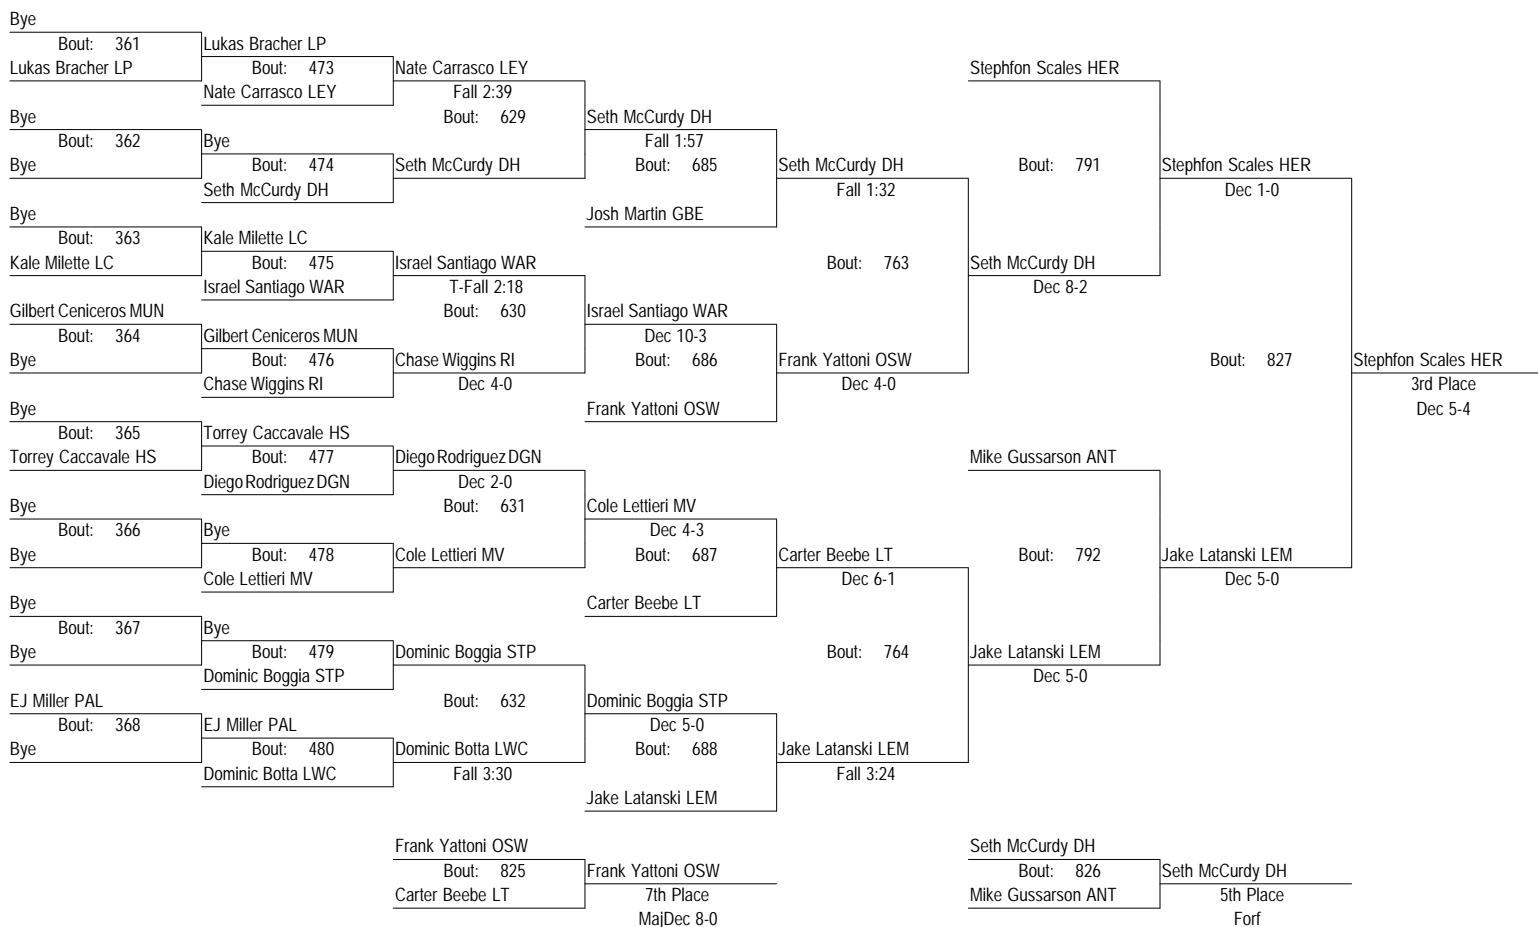 Bye
Bout: 361 Lukas Bracher LP
Lukas Bracher LP Bout: 473 Nate Carrasco LEY Stephfon Scales HER
Nate Carrasco LEY Fall 2:39
Bye Bout: 629 Seth McCurdy DH
Bout: 362 Bye Fall 1:57
Bye Bout: 474 Seth McCurdy DH Bout: 685 Seth McCurdy DH Bout: 791 Stephfon Scales HER
Seth McCurdy DH Fall 1:32 Dec 1-0
Bye Josh Martin GBE
Bout: 363 Kale Milette LC
Kale Milette LC Bout: 475 Israel Santiago WAR Bout: 763 Seth McCurdy DH
Israel Santiago WAR T-Fall 2:18 Dec 8-2
Gilbert Ceniceros MUN Bout: 630 Israel Santiago WAR
Bout: 364 Gilbert Ceniceros MUN Dec 10-3
Bye Bout: 476 Chase Wiggins RI Bout: 686 Frank Yattoni OSW Bout: 827 Stephfon Scales HER
Chase Wiggins RI Dec 4-0 Dec 4-0 3rd Place
Bye Frank Yattoni OSW Dec 5-4
Bout: 365 Torrey Caccavale HS
Torrey Caccavale HS Bout: 477 Diego Rodriguez DGN Mike Gussarson ANT
Diego Rodriguez DGN Dec 2-0
Bye Bout: 631 Cole Lettieri MV
Bout: 366 Bye Dec 4-3
Bye Bout: 478 Cole Lettieri MV Bout: 687 Carter Beebe LT Bout: 792 Jake Latanski LEM
Cole Lettieri MV Dec 6-1 Dec 5-0
Bye Carter Beebe LT
Bout: 367 Bye
Bye Bout: 479 Dominic Boggia STP Bout: 764 Jake Latanski LEM
Dominic Boggia STP Dec 5-0
EJ Miller PAL Bout: 632 Dominic Boggia STP
Bout: 368 EJ Miller PAL Dec 5-0
Bye Bout: 480 Dominic Botta LWC Bout: 688 Jake Latanski LEM
Dominic Botta LWC Fall 3:30 Fall 3:24
Jake Latanski LEM
Frank Yattoni OSW Seth McCurdy DH
Bout: 825 Frank Yattoni OSW Bout: 826 Seth McCurdy DH
Carter Beebe LT 7th Place Mike Gussarson ANT 5th Place
MajDec 8-0 Forf